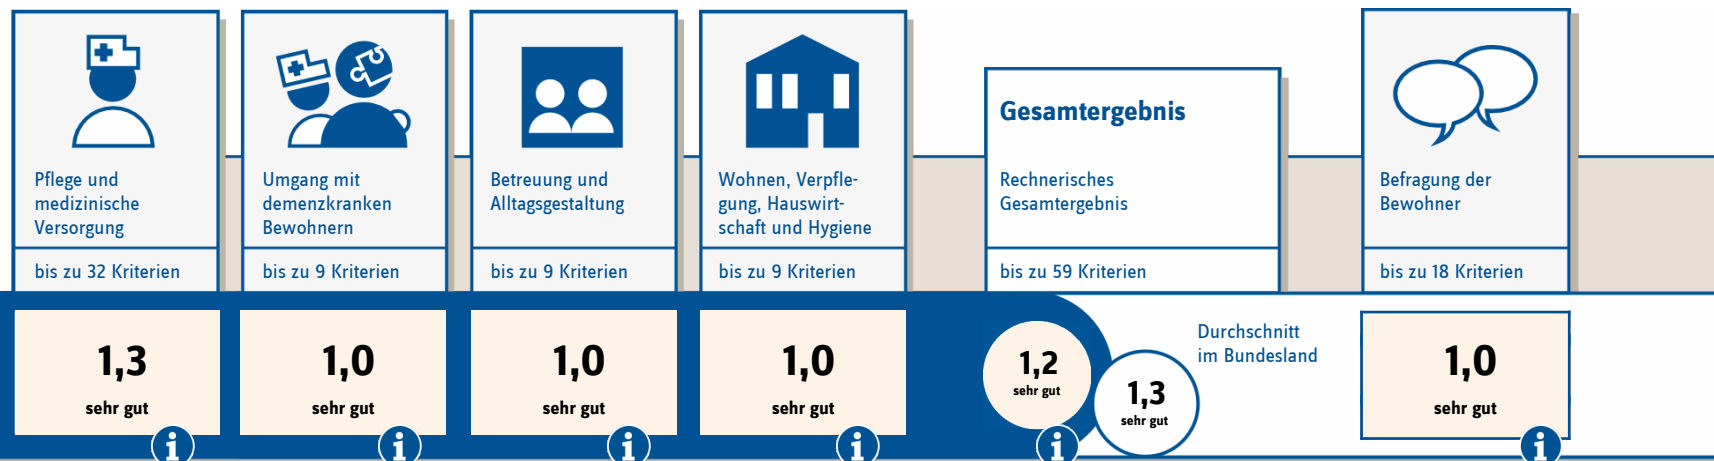 Pflege und
medizinische
Versorgung
bis zu 32 Kriterien
1,3
sehr gut
i
Umgang mit
demenzkranken
Bewohnern
bis zu 9 Kriterien
1,0
sehr gut
i
Betreuung und
Alltagsgestaltung
bis zu 9 Kriterien
1,0
sehr gut
i
Wohnen, Verpfle-
gung, Hauswirt-
schaft und Hygiene
bis zu 9 Kriterien
1,0
sehr gut
i
Gesamtergebnis
Rechnerisches
Gesamtergebnis
bis zu 59 Kriterien
1,2
sehr gut
i
1,3
sehr gut
Durchschnitt
im Bundesland
Befragung der
Bewohner
bis zu 18 Kriterien
1,0
sehr gut
i